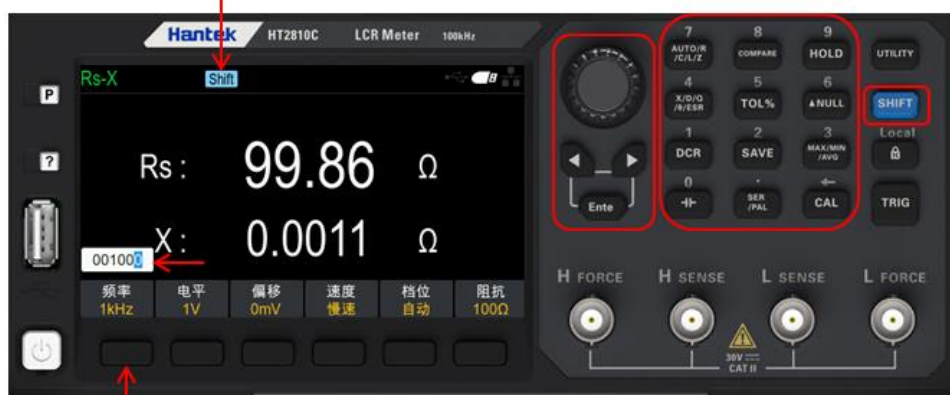 Hantek HT2810C LCR Meter 100kHz
Rs-X Shift
P
?
Rs : 99.86 Ω
X : 0.0011 Ω
001000
频率 电平 偏移 速度 档位 阻抗
1kHz 1V 0mV 慢速 自动 100Ω
Ente
7 8 9
AUTO/R /C/L/Z COMPARE HOLD UTILITY
4 5 6
X/D/Q /θ/ESR TOL% ▲NULL SHIFT
1 2 3 Local
DCR SAVE MAX/MIN /AVG
0 . ←
SER /PAL CAL TRIG
H FORCE H SENSE L SENSE L FORCE
30V
CAT II